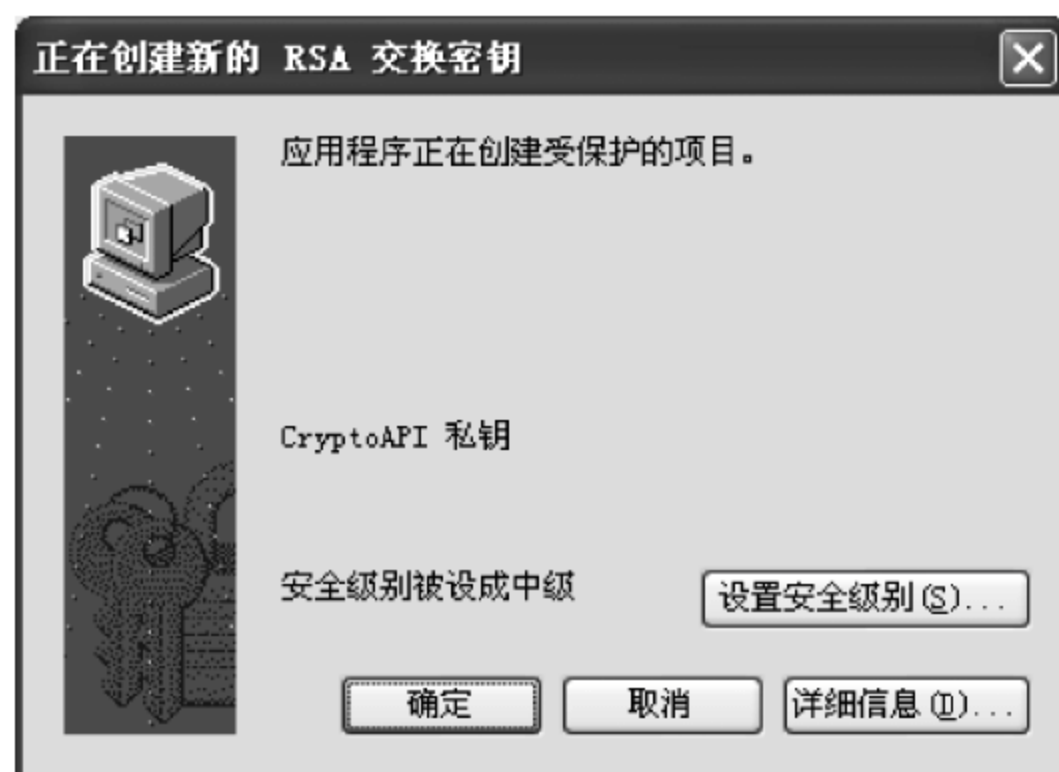 正在创建新的 RSA 交换密钥
应用程序正在创建受保护的项目。
CryptoAPI 私钥
安全级别被设成中级
设置安全级别(S)...
确定
取消
详细信息(D)...